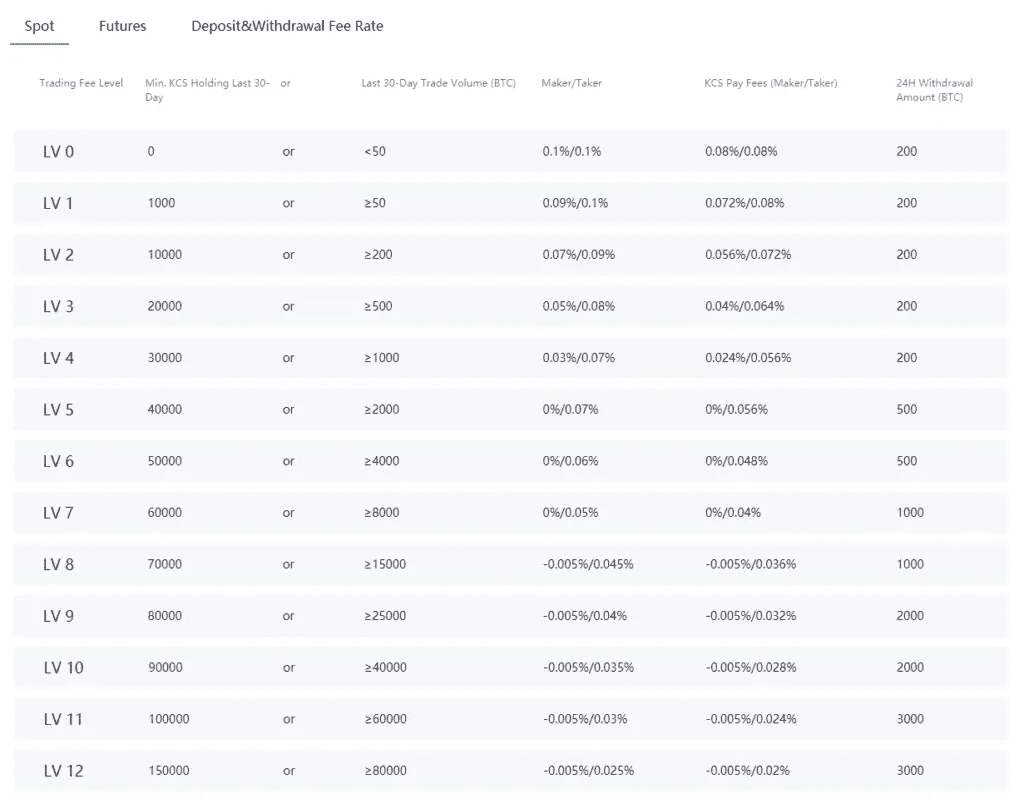 Spot Futures Deposit&Withdrawal Fee Rate
Trading Fee Level Min. KCS Holding Last 30- or Last 30-Day Trade Volume (BTC) Maker/Taker KCS Pay Fees (Maker/Taker) 24H Withdrawal
Day Amount (BTC)
LV 0 0 or <50 0.1%/0.1% 0.08%/0.08% 200
LV 1 1000 or ≥50 0.09%/0.1% 0.072%/0.08% 200
LV 2 10000 or ≥200 0.07%/0.09% 0.056%/0.072% 200
LV 3 20000 or ≥500 0.05%/0.08% 0.04%/0.064% 200
LV 4 30000 or ≥1000 0.03%/0.07% 0.024%/0.056% 200
LV 5 40000 or ≥2000 0%/0.07% 0%/0.056% 500
LV 6 50000 or ≥4000 0%/0.06% 0%/0.048% 500
LV 7 60000 or ≥8000 0%/0.05% 0%/0.04% 1000
LV 8 70000 or ≥15000 -0.005%/0.045% -0.005%/0.036% 1000
LV 9 80000 or ≥25000 -0.005%/0.04% -0.005%/0.032% 2000
LV 10 90000 or ≥40000 -0.005%/0.035% -0.005%/0.028% 2000
LV 11 100000 or ≥60000 -0.005%/0.03% -0.005%/0.024% 3000
LV 12 150000 or ≥80000 -0.005%/0.025% -0.005%/0.02% 3000